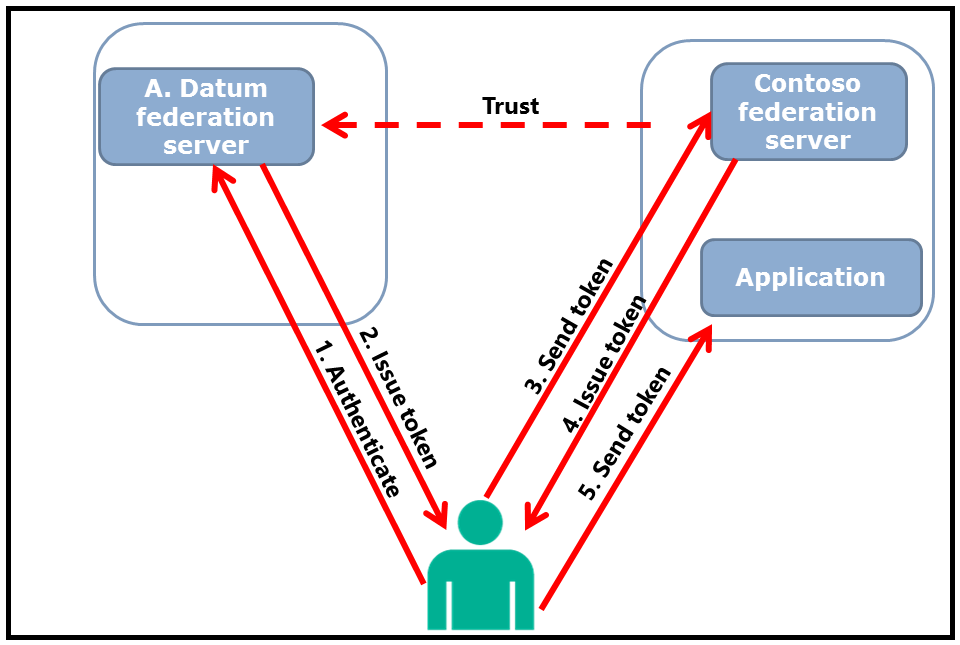 A. Datum
federation
server
Trust
Contoso
federation
server
Application
1. Authenticate
2. Issue token
3. Send token
4. Issue token
5. Send token